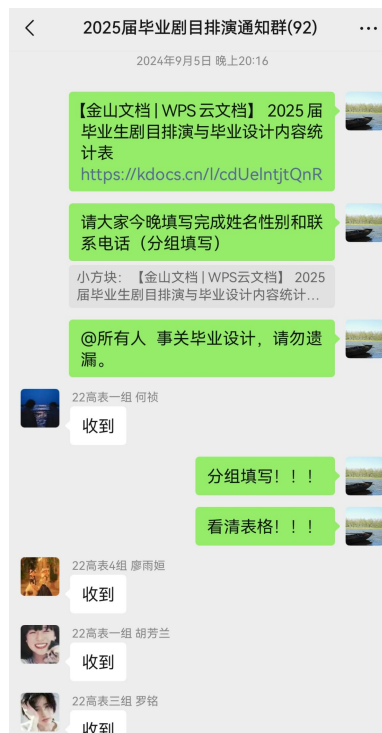 2025届毕业剧目排演通知群(92)
2024年9月5日 晚上20:16
【金山文档 | WPS云文档】 2025届
毕业生剧目排演与毕业设计内容统
计表
https://kdocs.cn/l/cdUeIntjtQnR
请大家今晚填写完成姓名性别和联
系电话（分组填写）
小方块: 【金山文档 | WPS云文档】 2025
届毕业生剧目排演与毕业设计内容统计...
@所有人 事关毕业设计，请勿遗
漏。
22高表一组 何祯
收到
分组填写！！！
看清表格！！！
22高表4组 廖雨姮
收到
22高表一组 胡芳兰
收到
22高表三组 罗铭
收到